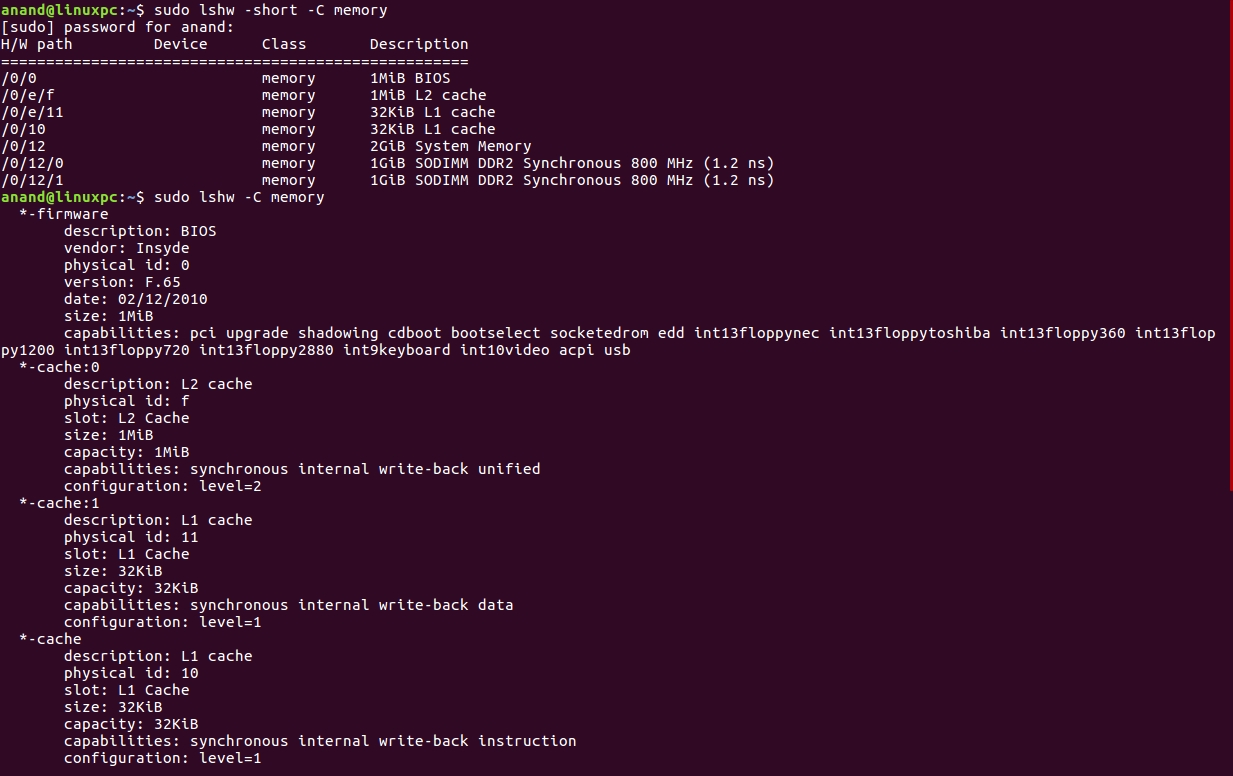 anand@linuxpc:~$ sudo lshw -short -C memory
[sudo] password for anand:
H/W path         Device      Class       Description
====================================================
/0/0                         memory      1MiB BIOS
/0/e/f                       memory      1MiB L2 cache
/0/e/11                      memory      32KiB L1 cache
/0/10                        memory      32KiB L1 cache
/0/12                        memory      2GiB System Memory
/0/12/0                      memory      1GiB SODIMM DDR2 Synchronous 800 MHz (1.2 ns)
/0/12/1                      memory      1GiB SODIMM DDR2 Synchronous 800 MHz (1.2 ns)
anand@linuxpc:~$ sudo lshw -C memory
  *-firmware
       description: BIOS
       vendor: Insyde
       physical id: 0
       version: F.65
       date: 02/12/2010
       size: 1MiB
       capabilities: pci upgrade shadowing cdboot bootselect socketedrom edd int13floppynec int13floppytoshiba int13floppy360 int13flop
py1200 int13floppy720 int13floppy2880 int9keyboard int10video acpi usb
  *-cache:0
       description: L2 cache
       physical id: f
       slot: L2 Cache
       size: 1MiB
       capacity: 1MiB
       capabilities: synchronous internal write-back unified
       configuration: level=2
  *-cache:1
       description: L1 cache
       physical id: 11
       slot: L1 Cache
       size: 32KiB
       capacity: 32KiB
       capabilities: synchronous internal write-back data
       configuration: level=1
  *-cache
       description: L1 cache
       physical id: 10
       slot: L1 Cache
       size: 32KiB
       capacity: 32KiB
       capabilities: synchronous internal write-back instruction
       configuration: level=1